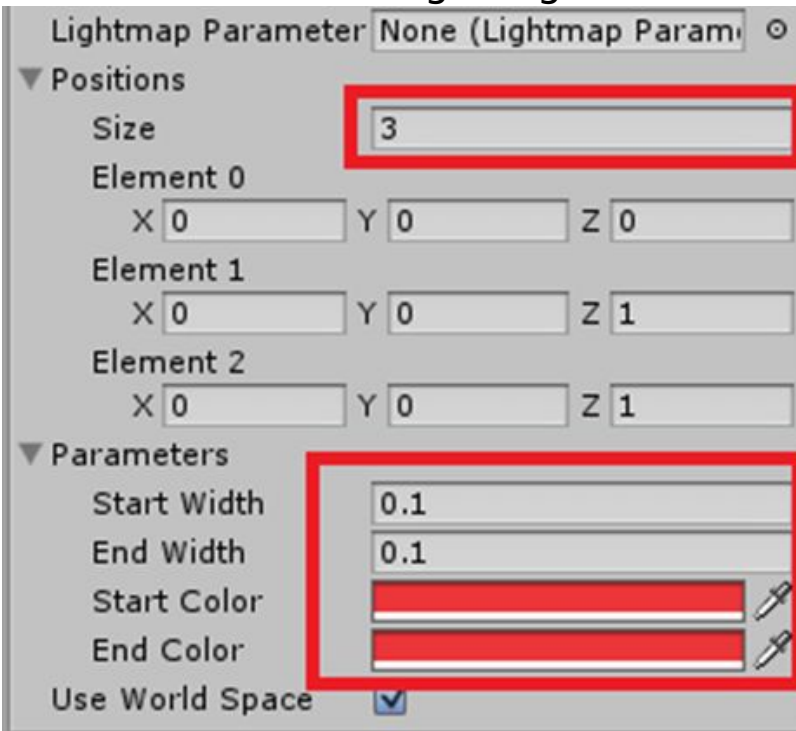 Lightmap Parameter None (Lightmap Param
Positions
Size 3
Element 0
X 0 Y 0 Z 0
Element 1
X 0 Y 0 Z 1
Element 2
X 0 Y 0 Z 1
Parameters
Start Width 0.1
End Width 0.1
Start Color
End Color
Use World Space